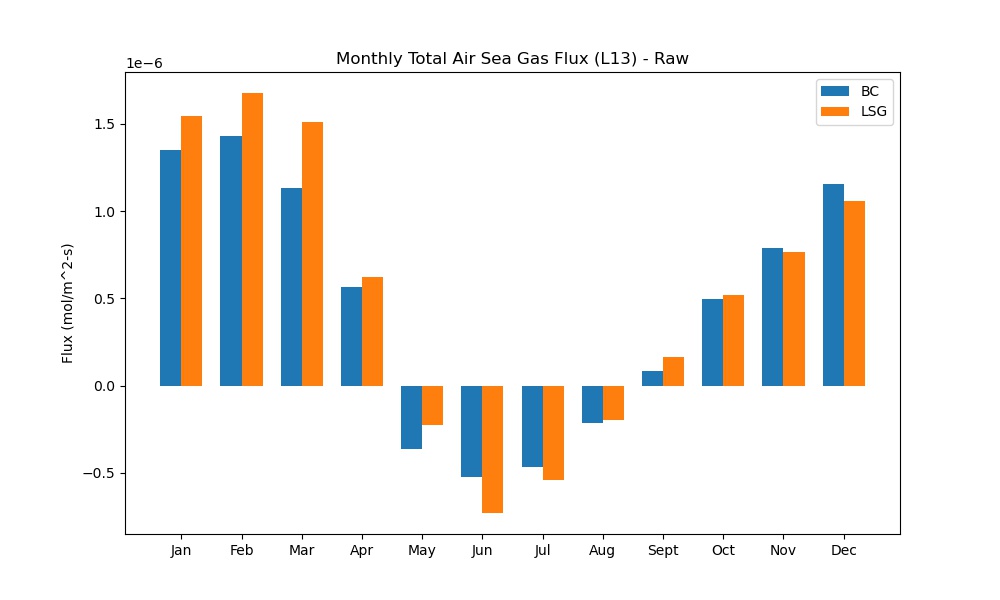 Monthly Total Air Sea Gas Flux (L13) - Raw
1e−6
BC
LSG
1.5
1.0
0.5
0.0
−0.5
Flux (mol/m^2-s)
Jan Feb Mar Apr May Jun Jul Aug Sept Oct Nov Dec